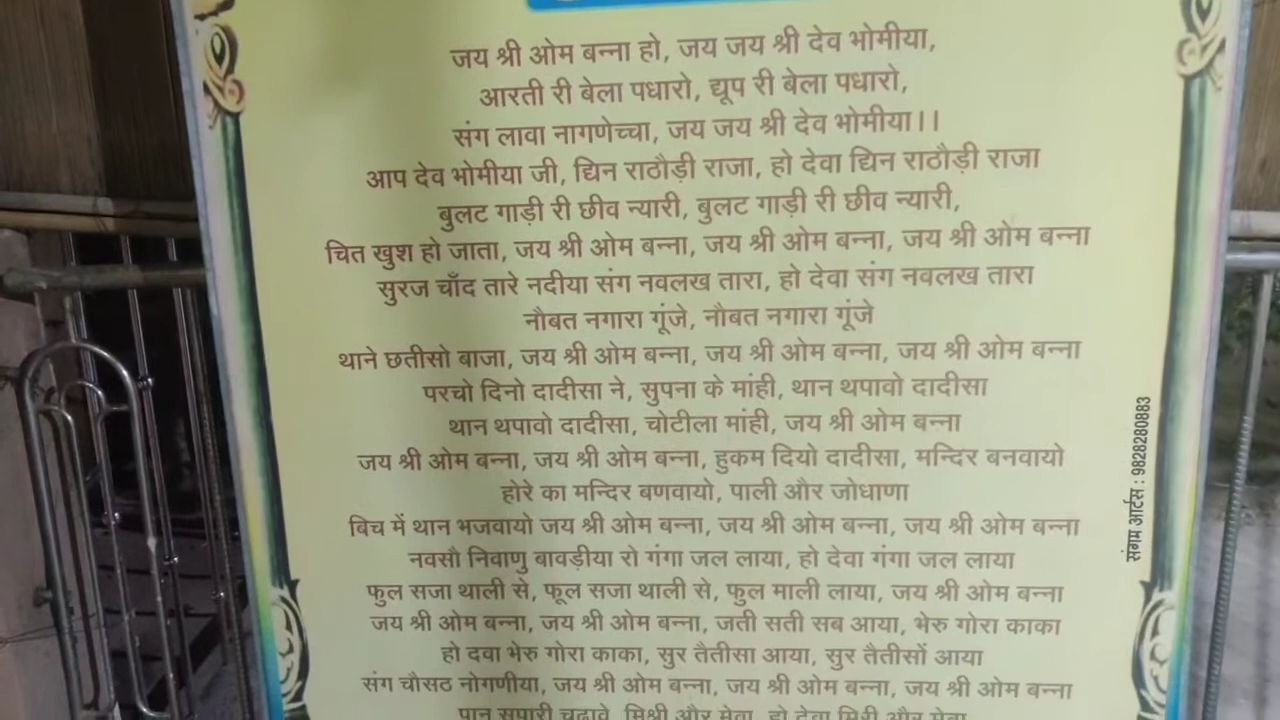 जय श्री ओम बन्ना हो, जय जय श्री देव भोमीया,
आरती री बेला पधारो, द्यूप री बेला पधारो,
संग लावा नागणेच्चा, जय जय श्री देव भोमीया।।
आप देव भोमीया जी, द्यिन राठौड़ी राजा, हो देवा द्यिन राठौड़ी राजा
बुलट गाड़ी री छीव न्यारी, बुलट गाड़ी री छीव न्यारी,
चित खुश हो जाता, जय श्री ओम बन्ना, जय श्री ओम बन्ना, जय श्री ओम बन्ना
सुरज चाँद तारे नदीया संग नवलख तारा, हो देवा संग नवलख तारा
नौबत नगारा गूंजे, नौबत नगारा गूंजे
थाने छतीसो बाजा, जय श्री ओम बन्ना, जय श्री ओम बन्ना, जय श्री ओम बन्ना
परचो दिनो दादीसा ने, सुपना के मांही, थान थपावो दादीसा
थान थपावो दादीसा, चोटीला मांही, जय श्री ओम बन्ना
जय श्री ओम बन्ना, जय श्री ओम बन्ना, हुकम दियो दादीसा, मन्दिर बनवायो
होरे का मन्दिर बणवायो, पाली और जोधाणा
बिच में थान भजवायो जय श्री ओम बन्ना, जय श्री ओम बन्ना, जय श्री ओम बन्ना
नवसौ निवाणु बावड़ीया रो गंगा जल लाया, हो देवा गंगा जल लाया
फुल सजा थाली से, फूल सजा थाली से, फुल माली लाया, जय श्री ओम बन्ना
जय श्री ओम बन्ना, जय श्री ओम बन्ना, जती सती सब आया, भेरु गोरा काका
हो दवा भेरु गोरा काका, सुर तैतीसा आया, सुर तैतीसों आया
संग चौसठ नोगणीया, जय श्री ओम बन्ना, जय श्री ओम बन्ना, जय श्री ओम बन्ना
पान सुपारी चढावे, मिश्री और मेवा, हो देवा मिश्री और मेवा
संगम आर्टस : 9828280883